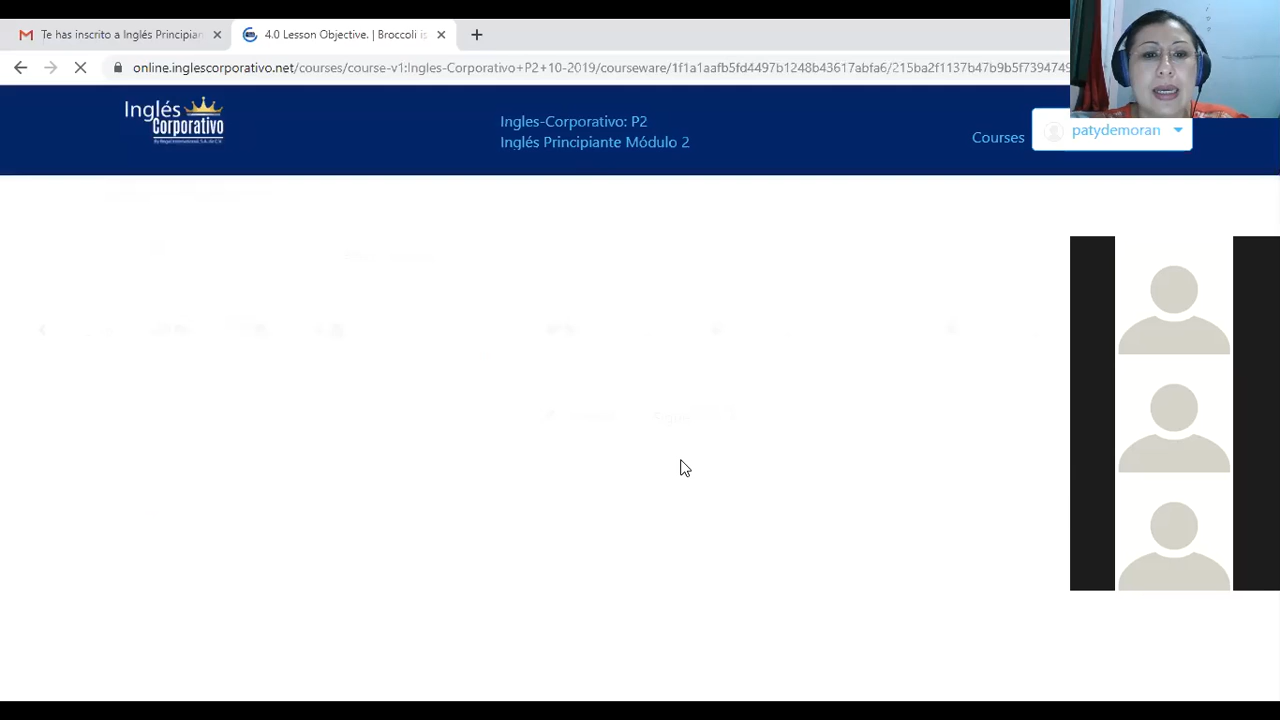 Te has inscrito a Inglés Principian
4.0 Lesson Objective. | Broccoli is
online.inglescorporativo.net/courses/course-v1:Ingles-Corporativo+P2+10-2019/courseware/1f1a1aafb5fd4497b1248b43617abfa6/215ba2f1137b47b9b5f7394749
Inglés
Corporativo
Ingles-Corporativo: P2
Inglés Principiante Módulo 2
Courses
patydemoran